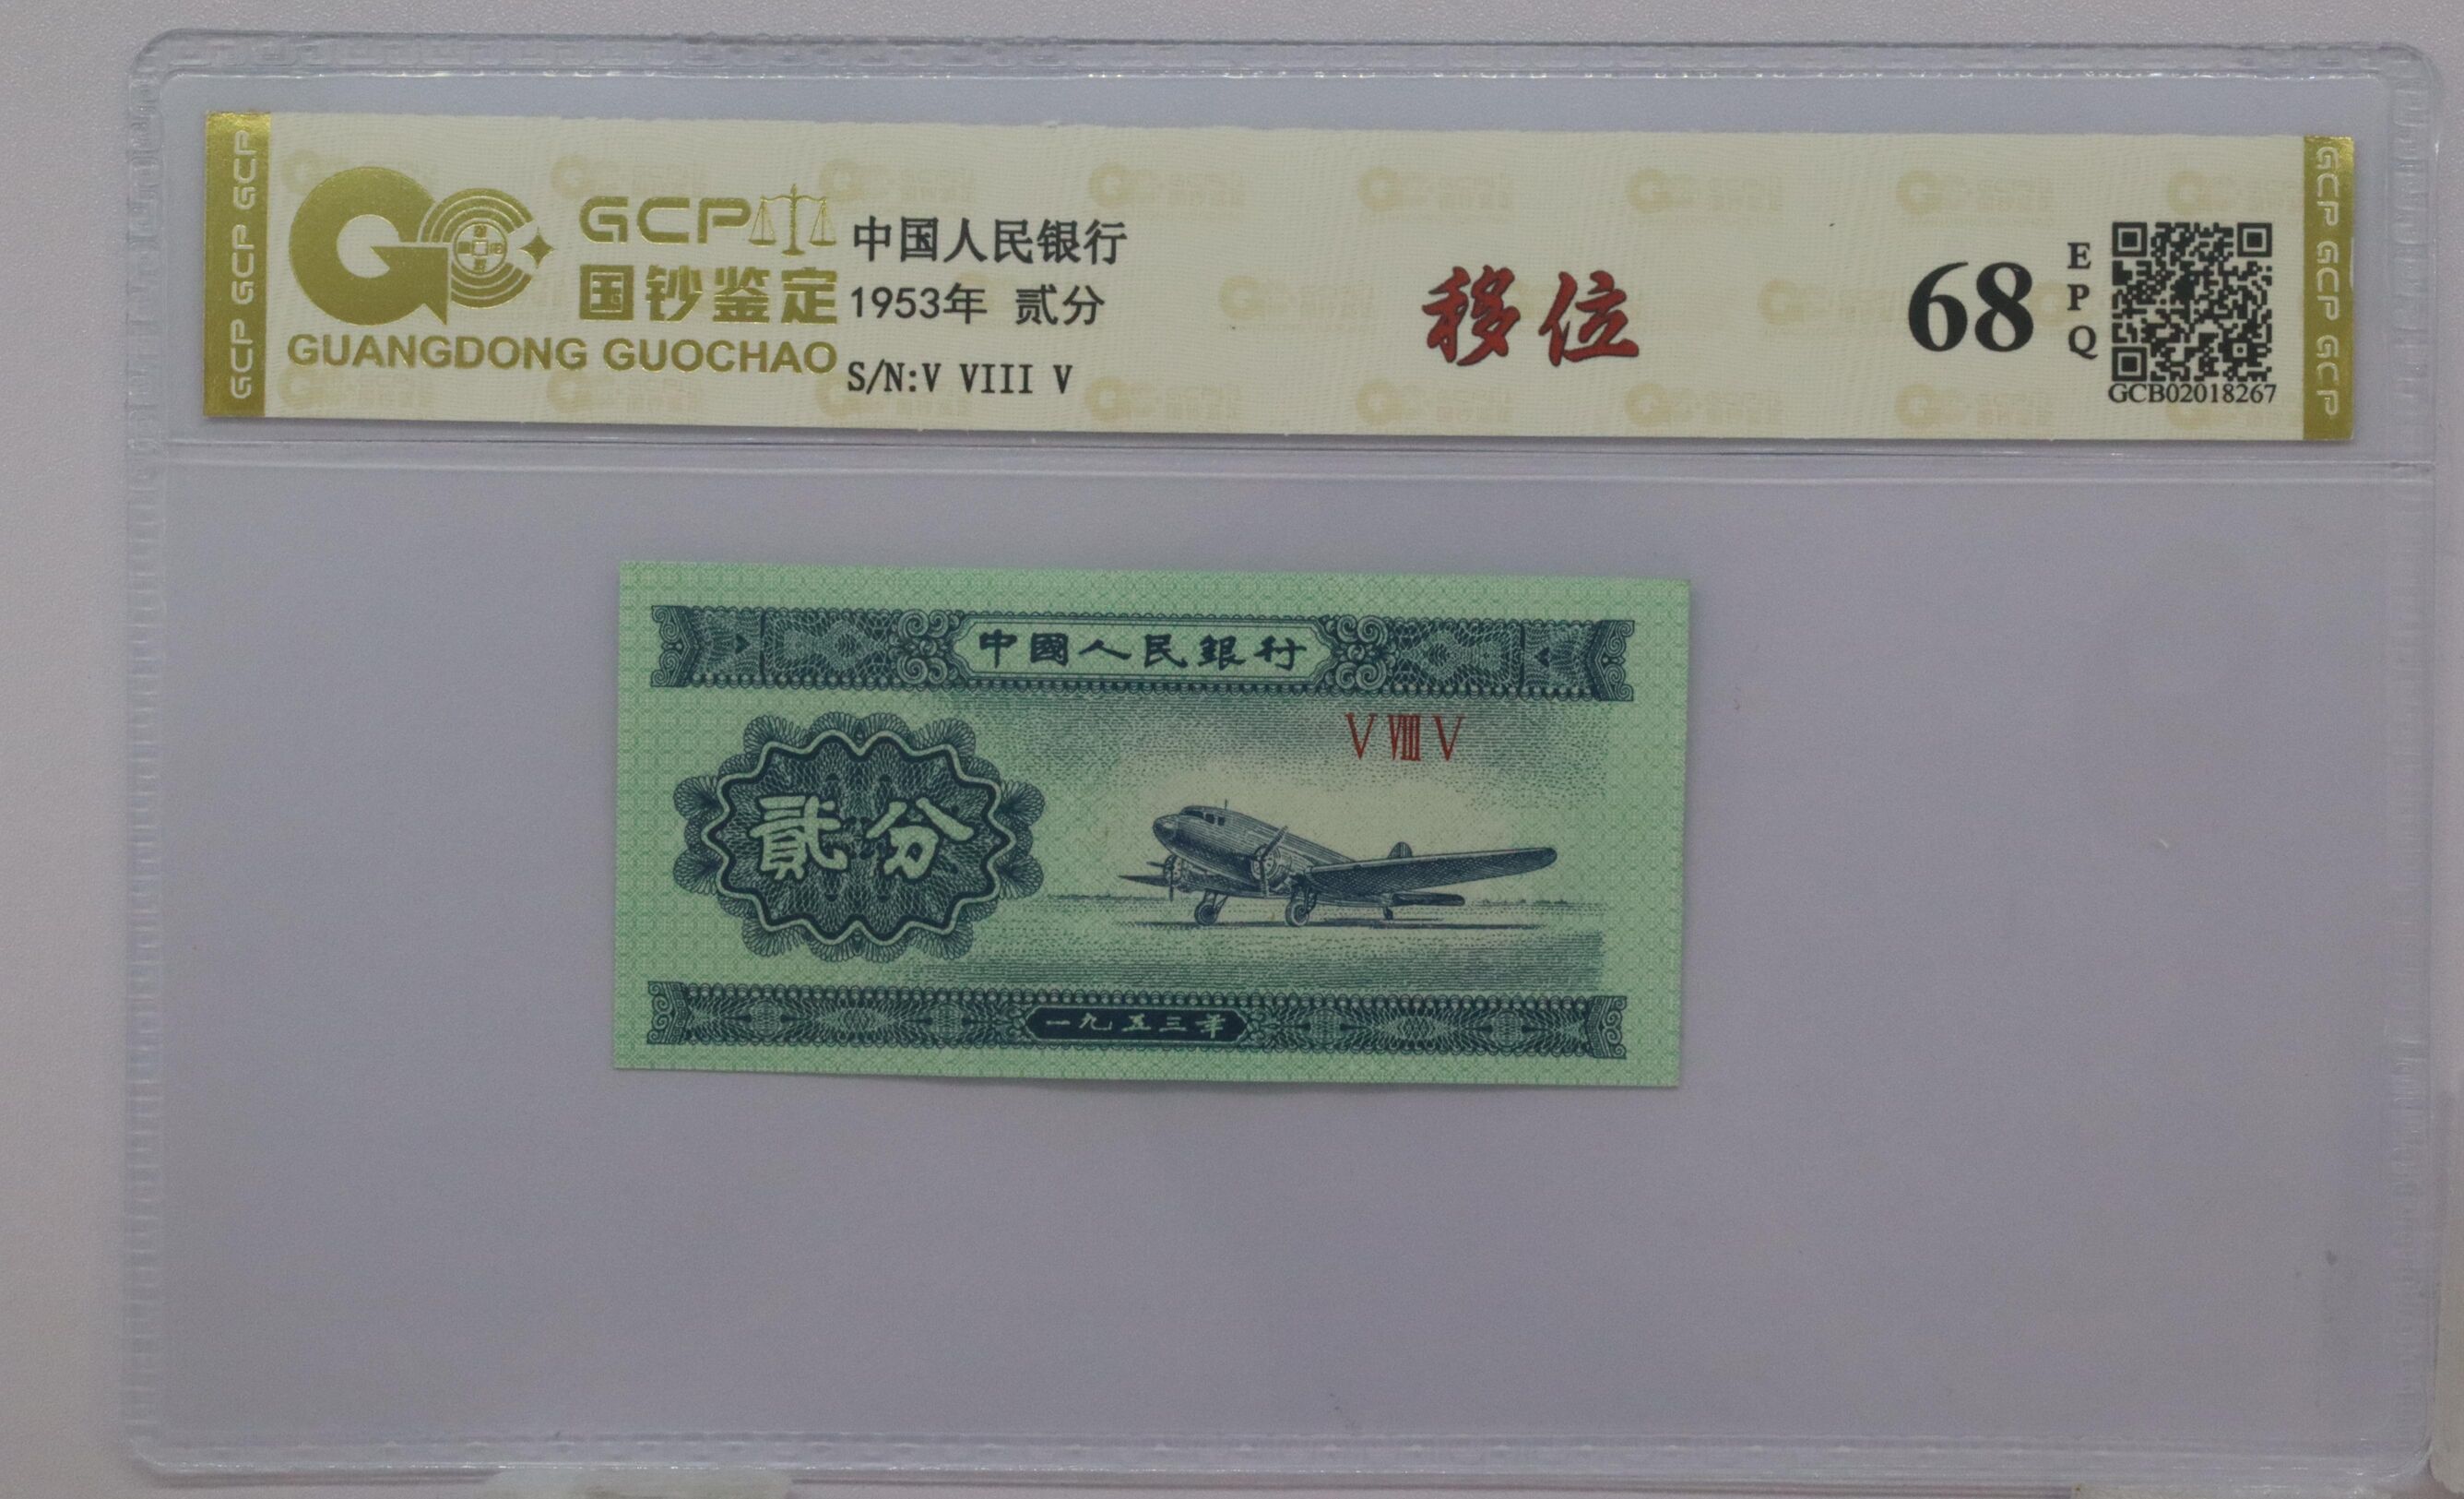 GCP GCP GCP
GCP
国钞鉴定
GUANGDONG GUOCHAO
中国人民银行
1953年 贰分
S/N:V VIII V
移位
68
EPQ
GCB02018267
GCP GCP GCP
中國人民銀行
V VIII V
貳分
一九五三年